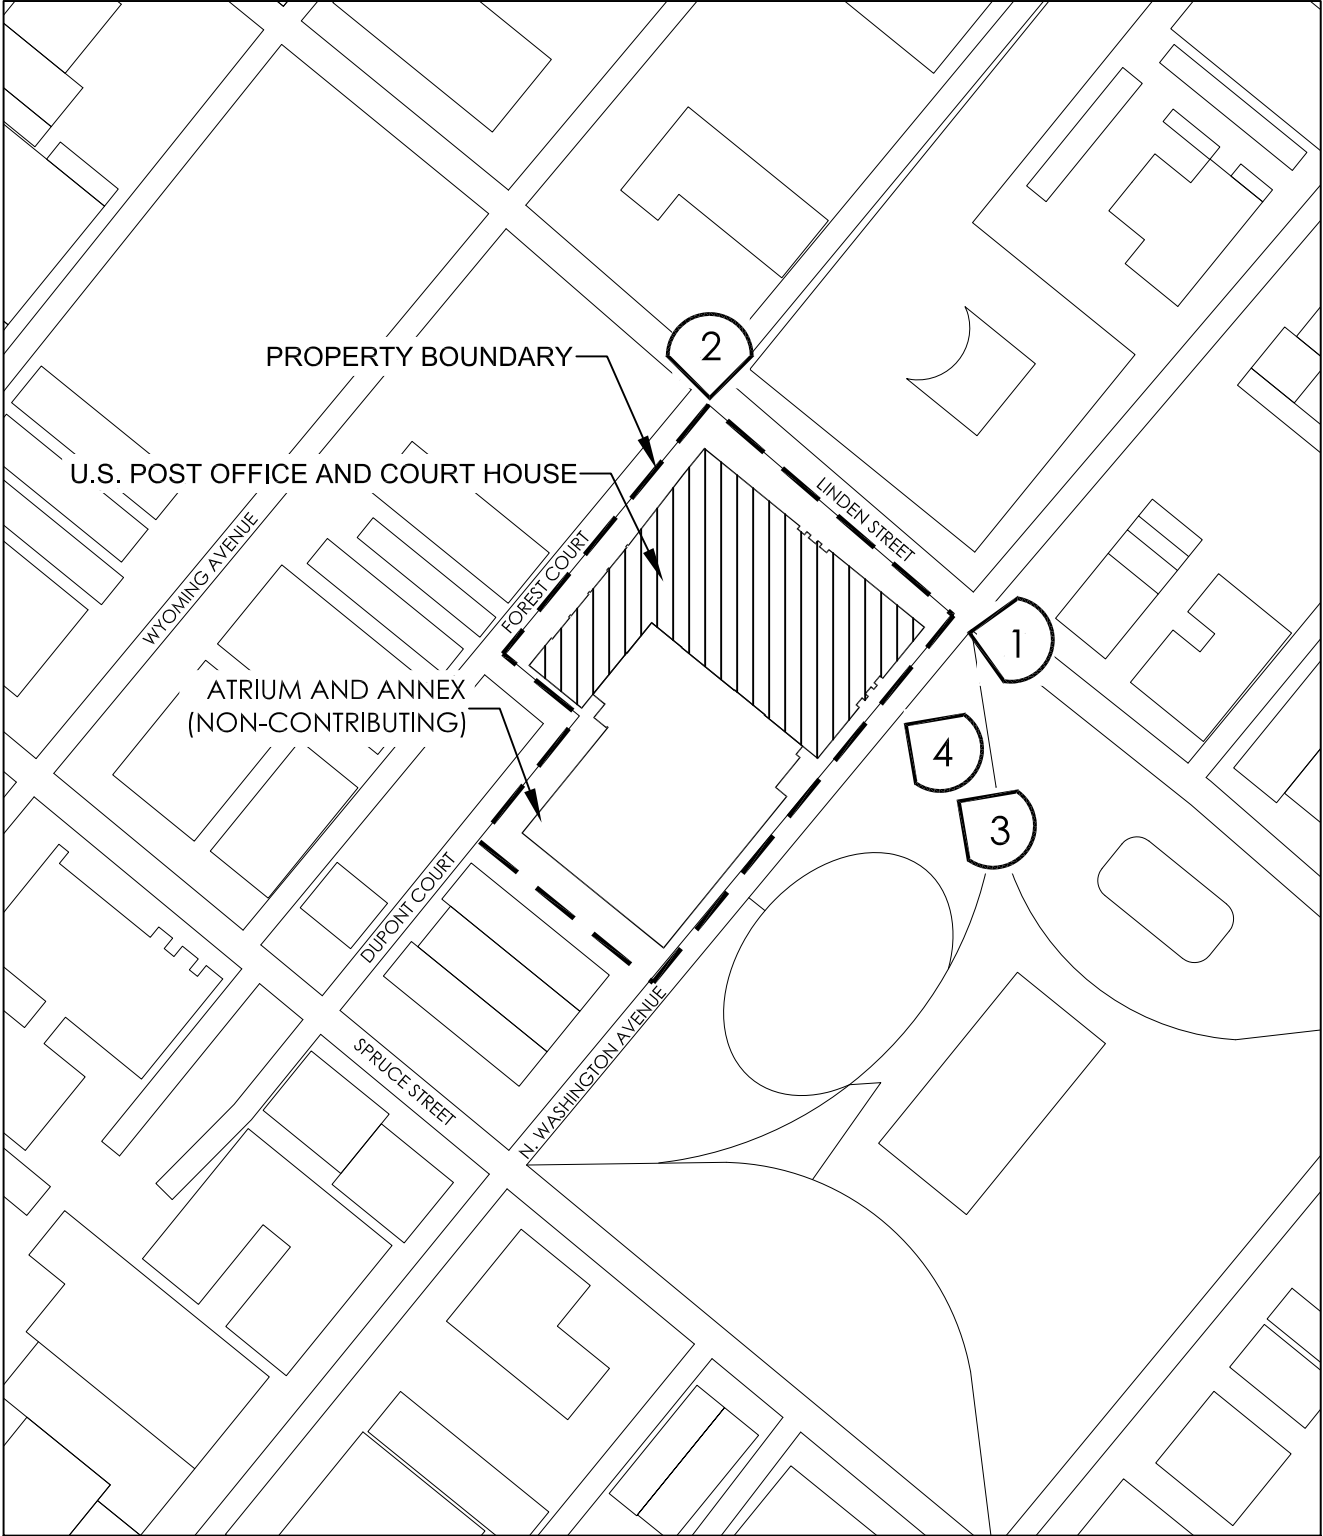 2
PROPERTY BOUNDARY
U.S. POST OFFICE AND COURT HOUSE
LINDEN STREET
WYOMING AVENUE
FOREST COURT
1
ATRIUM AND ANNEX
(NON-CONTRIBUTING)
4
3
DUPONT COURT
SPRUCE STREET
N. WASHINGTON AVENUE